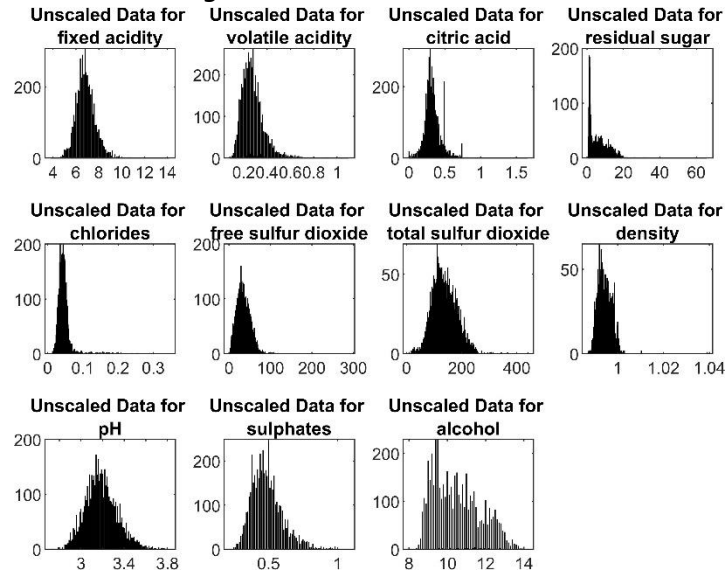 Unscaled Data for Unscaled Data for Unscaled Data for Unscaled Data for
fixed acidity volatile acidity citric acid residual sugar
200
100
0
4 6 8 10 12 14
200
100
0
0.20.40.60.8 1
200
100
0
0 0.5 1 1.5
200
100
0
0 20 40 60
Unscaled Data for Unscaled Data for Unscaled Data for Unscaled Data for
chlorides free sulfur dioxide total sulfur dioxide density
200
100
0
0 0.1 0.2 0.3
200
100
0
0 100 200 300
50
0
0 200 400
50
0
1 1.02 1.04
Unscaled Data for Unscaled Data for Unscaled Data for
pH sulphates alcohol
200
100
0
3 3.4 3.8
200
100
0
0.5 1
200
100
0
8 10 12 14